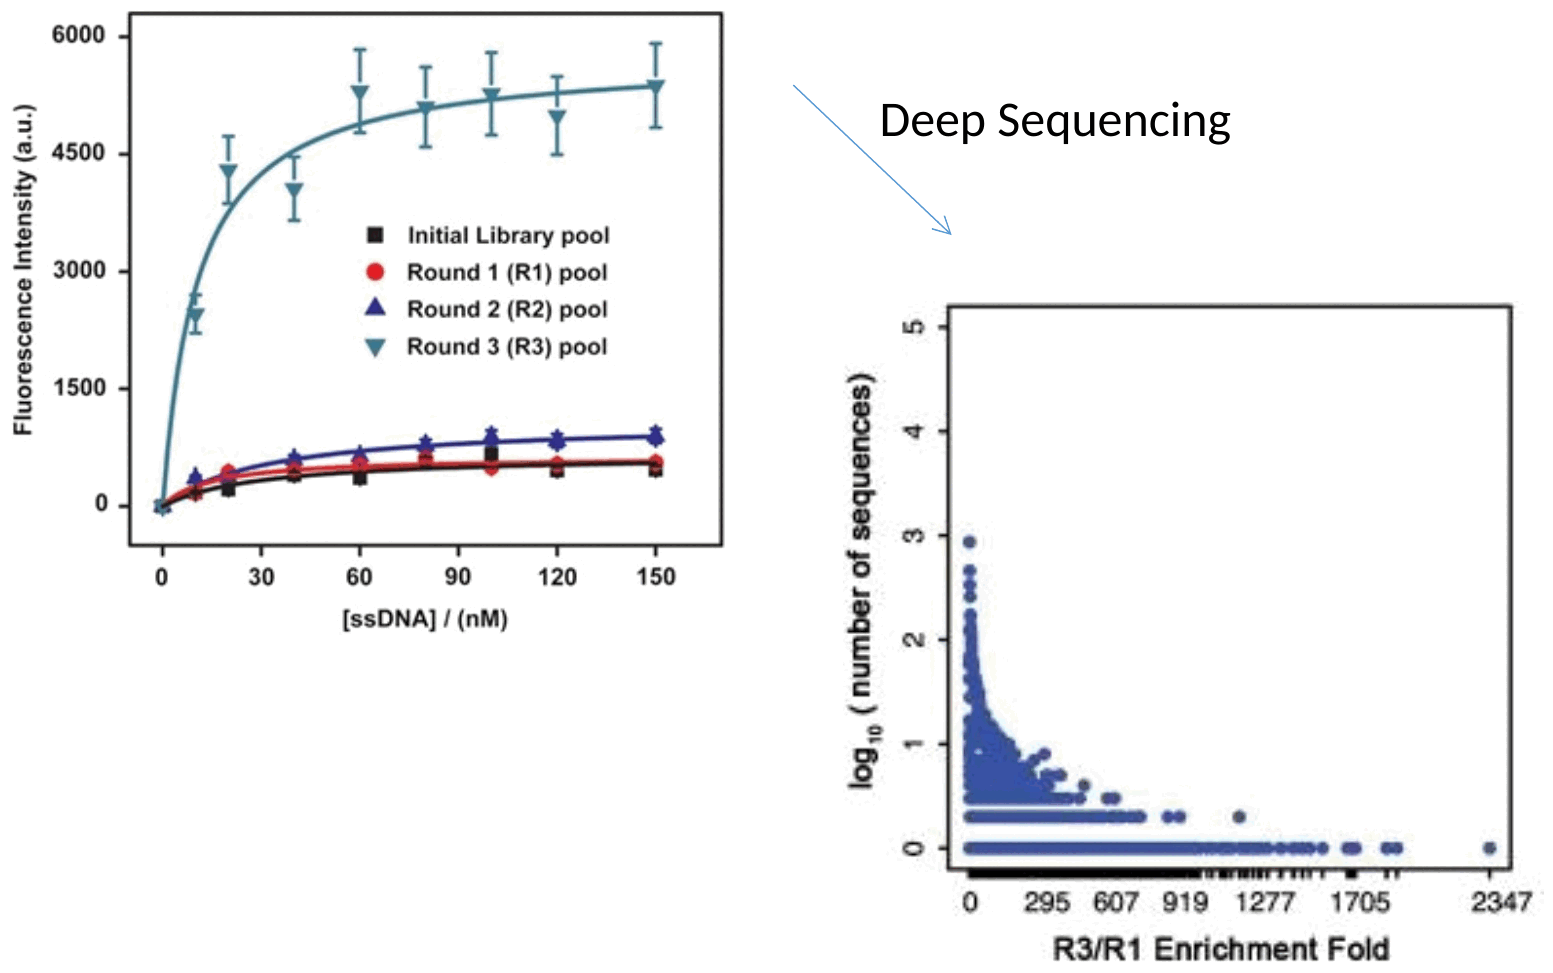 6000
4500
3000
1500
0
Fluorescence Intensity (a.u.)
Initial Library pool
Round 1 (R1) pool
Round 2 (R2) pool
Round 3 (R3) pool
0 30 60 90 120 150
[ssDNA] / (nM)
Deep Sequencing
5
4
3
2
1
0
log10 ( number of sequences)
0 295 607 919 1277 1705 2347
R3/R1 Enrichment Fold